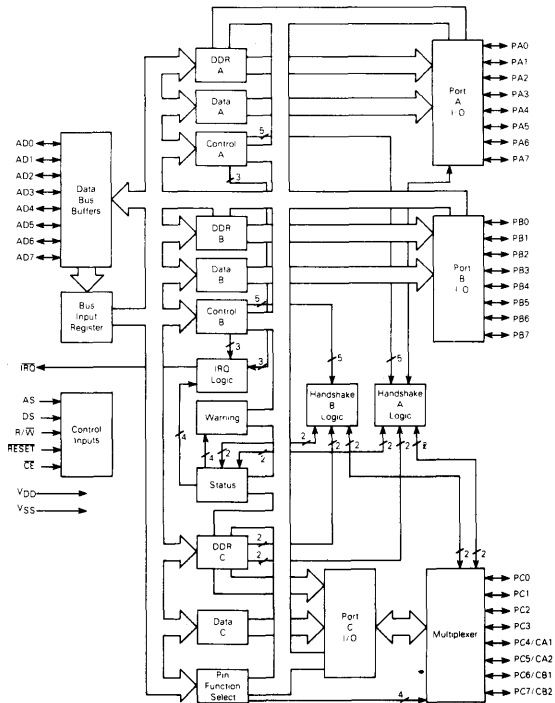 DDR
A
Data
A
Control
A
5
3
Port
A
I/O
PA0
PA1
PA2
PA3
PA4
PA5
PA6
PA7
AD0
AD1
AD2
AD3
AD4
AD5
AD6
AD7
Data
Bus
Buffers
Bus
Input
Register
DDR
B
Data
B
Control
B
5
3
3
Port
B
I/O
PB0
PB1
PB2
PB3
PB4
PB5
PB6
PB7
IRQ
IRQ
Logic
5
5
AS
DS
R/W
RESET
CE
Control
Inputs
Warning
Handshake
B
Logic
Handshake
A
Logic
4
4
2
2
2
2
2
2
2
2
VDD
VSS
Status
DDR
C
2
2
2
2
Data
C
Port
C
I/O
Multiplexer
PC0
PC1
PC2
PC3
PC4/CA1
PC5/CA2
PC6/CB1
PC7/CB2
Pin
Function
Select
4